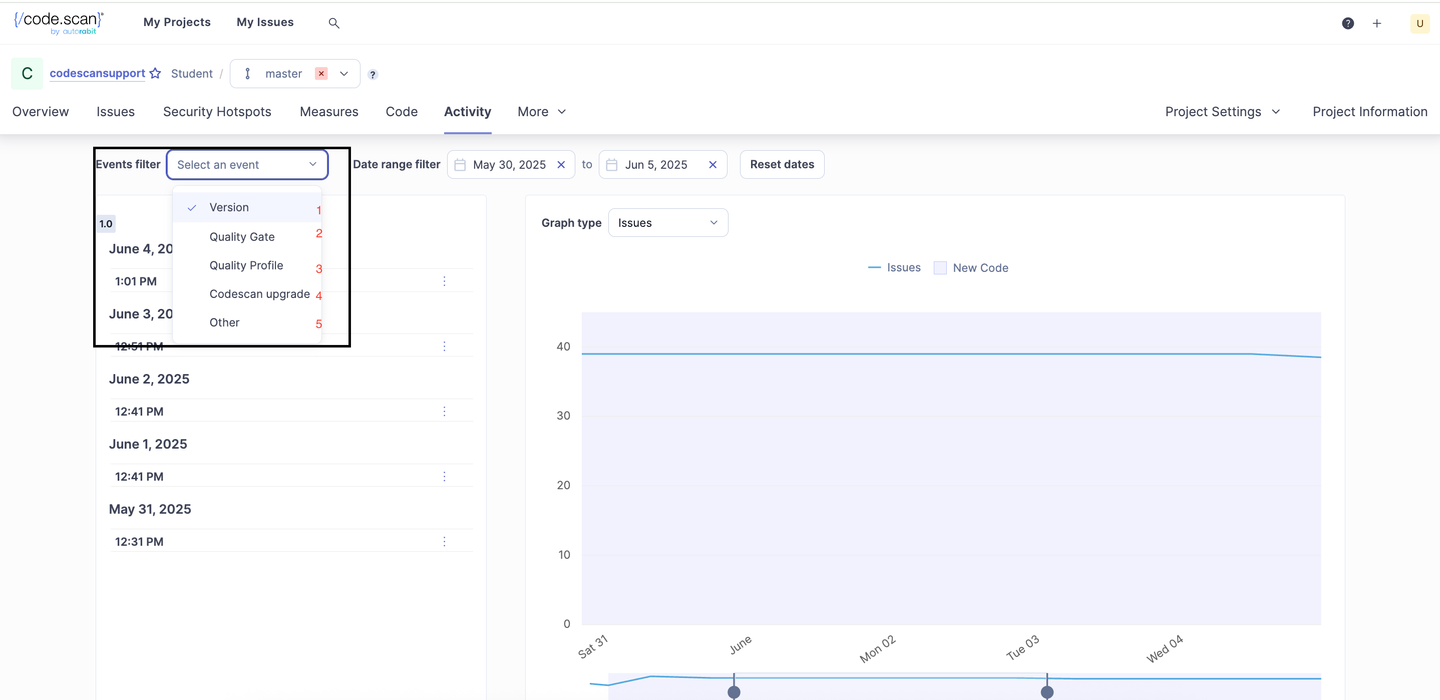 {/code.scan}
by autorabit
My Projects
My Issues
?
+
U
C
codescansupport
Student /
master
×
?
Overview
Issues
Security Hotspots
Measures
Code
Activity
More
Project Settings
Project Information
Events filter
Select an event
Date range filter
May 30, 2025
to
Jun 5, 2025
Reset dates
Version 1
Quality Gate 2
Quality Profile 3
Codescan upgrade 4
Other 5
1.0
June 4, 20
1:01 PM
June 3, 20
12:51 PM
June 2, 2025
12:41 PM
June 1, 2025
12:41 PM
May 31, 2025
12:31 PM
Graph type
Issues
Issues
New Code
40
30
20
10
0
Sat 31
June
Mon 02
Tue 03
Wed 04